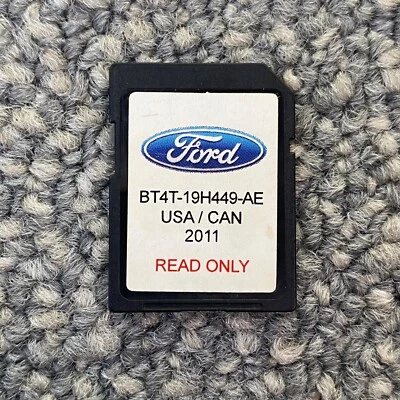 Ford
BT4T-19H449-AE
USA / CAN
2011
READ ONLY